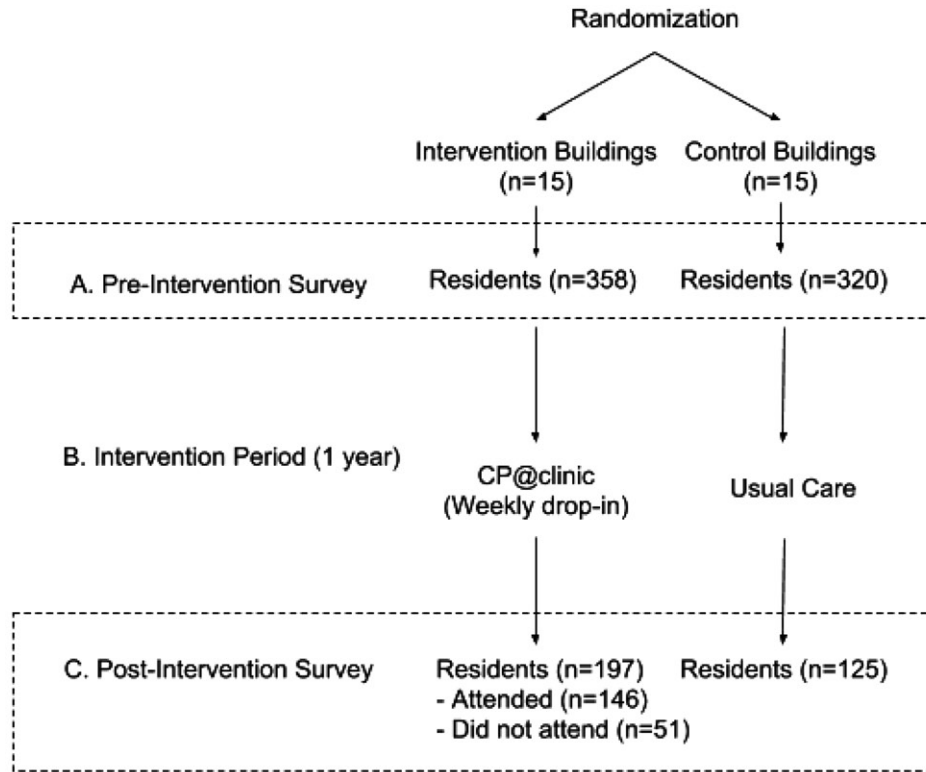 Randomization
Intervention Buildings
(n=15)
Control Buildings
(n=15)
A. Pre-Intervention Survey
Residents (n=358)
Residents (n=320)
B. Intervention Period (1 year)
CP@clinic
(Weekly drop-in)
Usual Care
C. Post-Intervention Survey
Residents (n=197)
- Attended (n=146)
- Did not attend (n=51)
Residents (n=125)